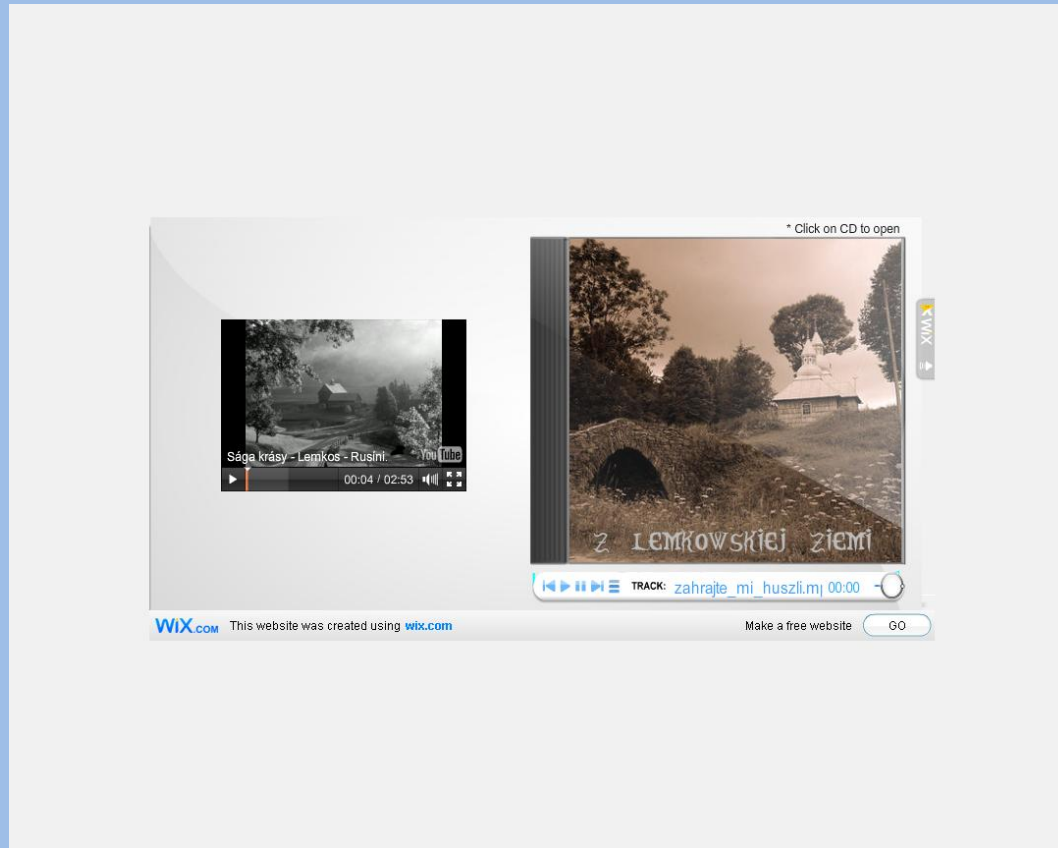 * Click on CD to open
WiX
Sága krásy - Lemkos - Rusíni.
YouTube
00:04 / 02:53
Z LEMKOWSKIEJ ZIEMI
TRACK: zahrajte_mi_huszli.m 00:00
WiX.COM This website was created using wix.com
Make a free website GO